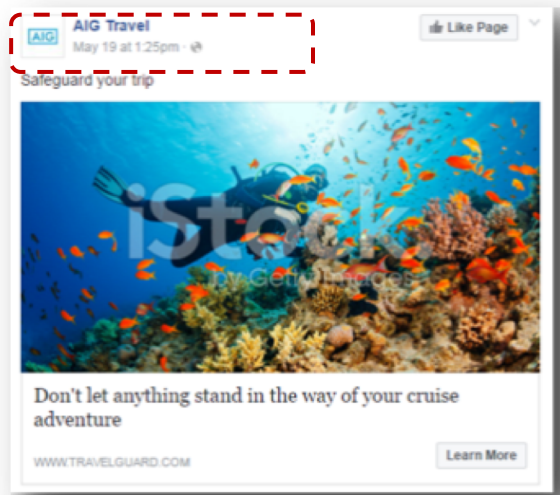 AIG
AIG Travel
May 19 at 1:25pm ·
Like Page
Safeguard your trip
iStock
by Getty Images
Don't let anything stand in the way of your cruise
adventure
WWW.TRAVELGUARD.COM
Learn More